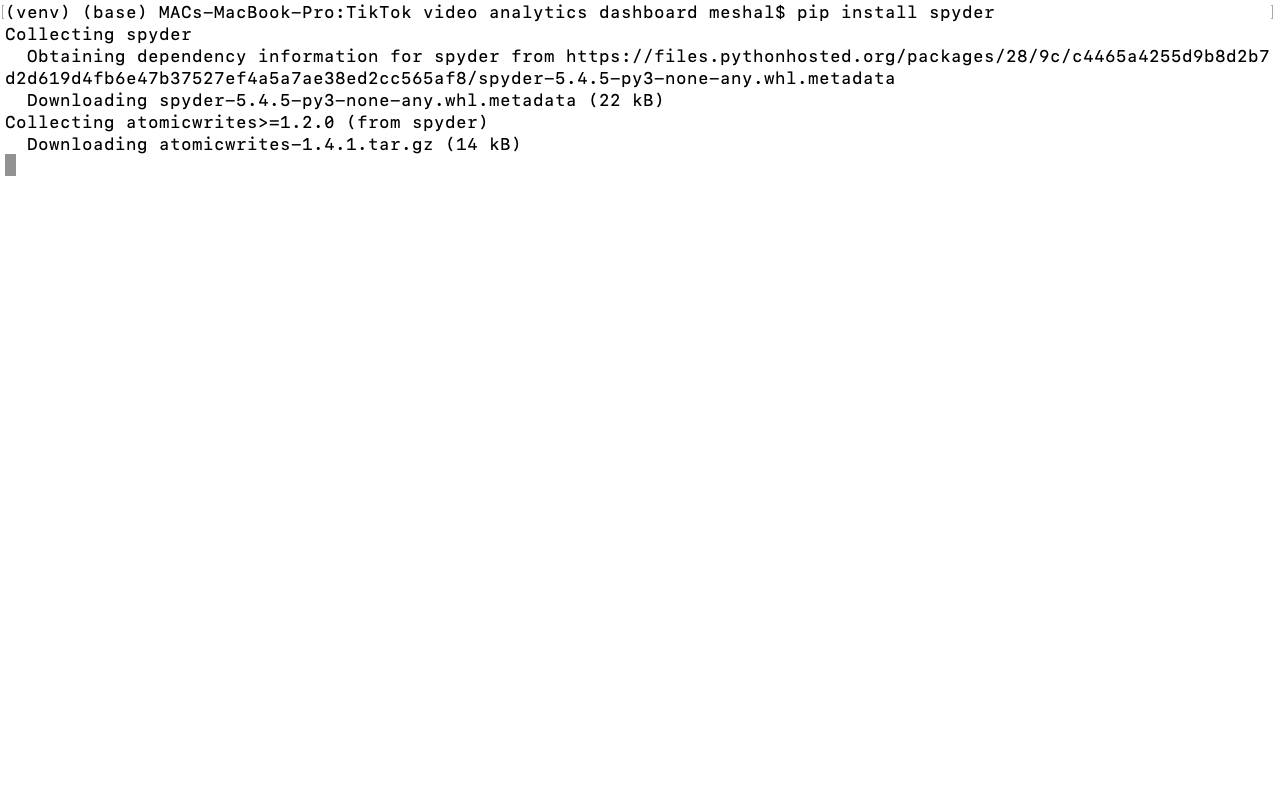 (venv) (base) MACs-MacBook-Pro:TikTok video analytics dashboard meshal$ pip install spyder
Collecting spyder
  Obtaining dependency information for spyder from https://files.pythonhosted.org/packages/28/9c/c4465a4255d9b8d2b7
d2d619d4fb6e47b37527ef4a5a7ae38ed2cc565af8/spyder-5.4.5-py3-none-any.whl.metadata
  Downloading spyder-5.4.5-py3-none-any.whl.metadata (22 kB)
Collecting atomicwrites>=1.2.0 (from spyder)
  Downloading atomicwrites-1.4.1.tar.gz (14 kB)